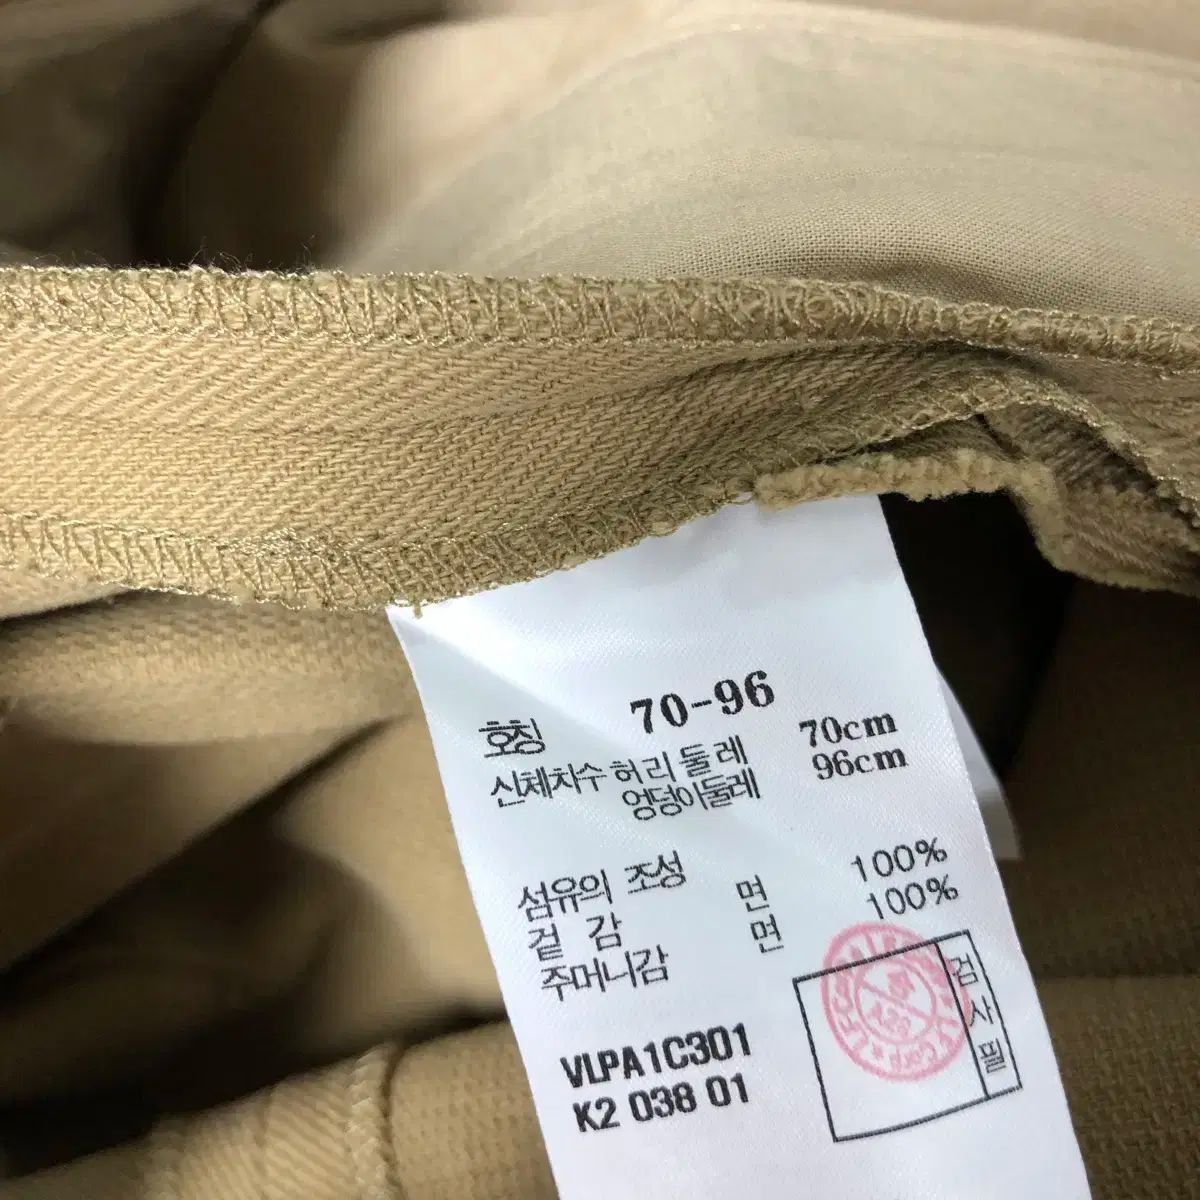 호칭 70-96
신체치수 허리둘레 70cm
엉덩이둘레 96cm
섬유의 조성
겉 감 면 100%
주머니감 면 100%
VLPA1C301
K2 038 01
검사필